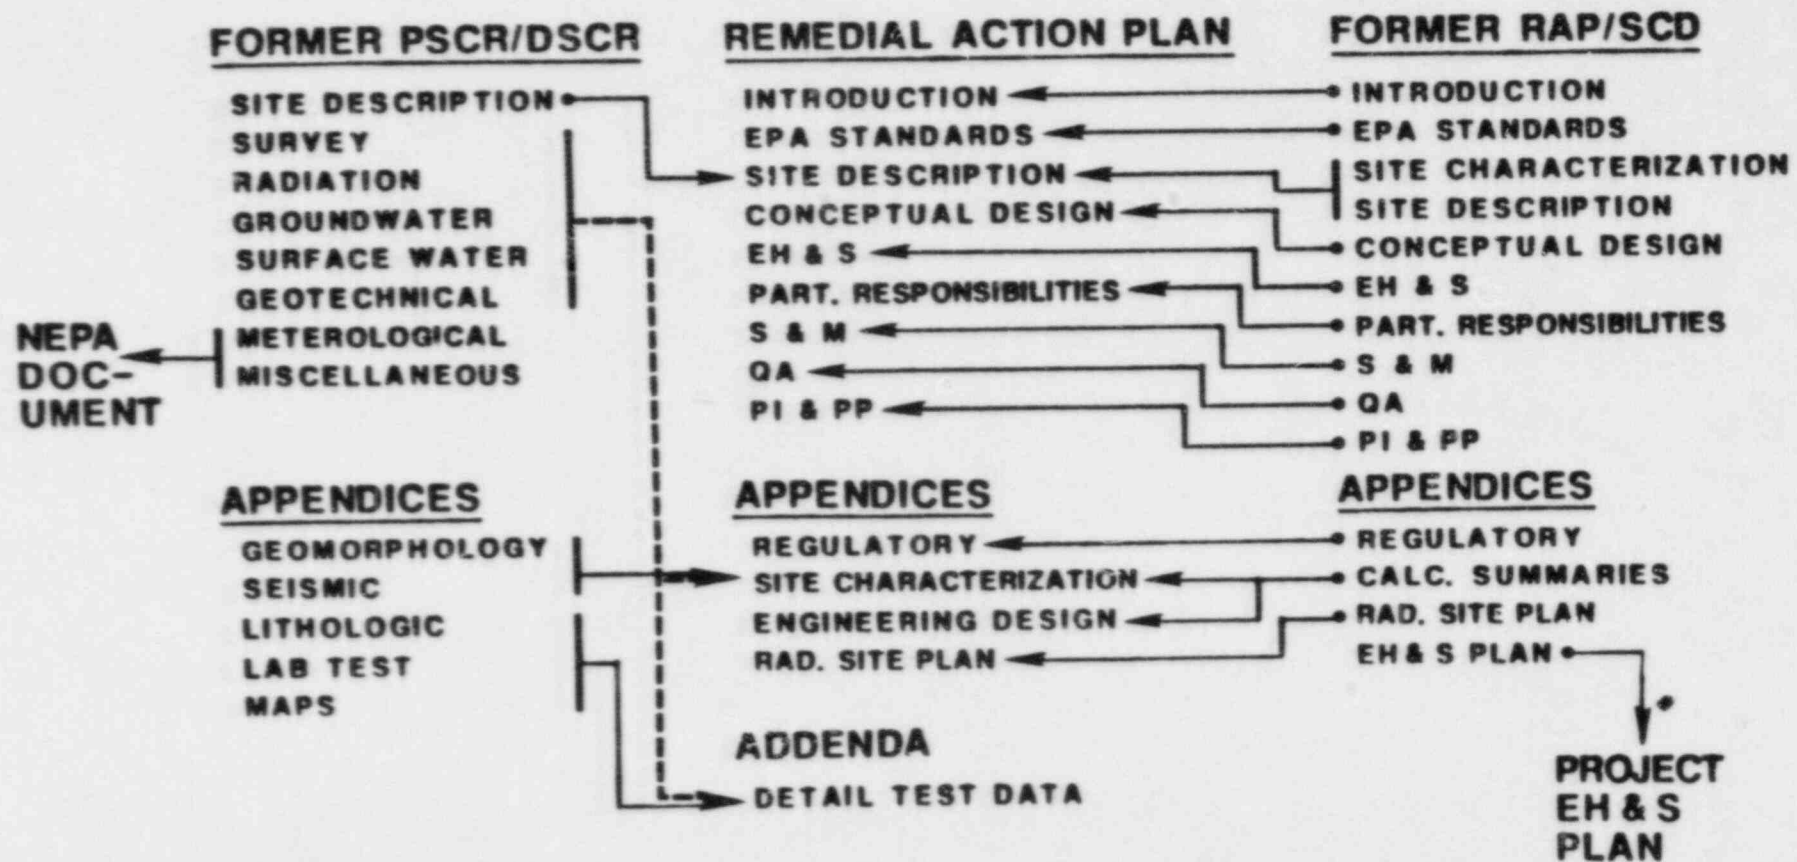 FORMER PSCR/DSCR
SITE DESCRIPTION
SURVEY
RADIATION
GROUNDWATER
SURFACE WATER
GEOTECHNICAL
METEROLOGICAL
MISCELLANEOUS
NEPA
DOC-
UMENT
APPENDICES
GEOMORPHOLOGY
SEISMIC
LITHOLOGIC
LAB TEST
MAPS
REMEDIAL ACTION PLAN
INTRODUCTION
EPA STANDARDS
SITE DESCRIPTION
CONCEPTUAL DESIGN
EH & S
PART. RESPONSIBILITIES
S & M
QA
PI & PP
APPENDICES
REGULATORY
SITE CHARACTERIZATION
ENGINEERING DESIGN
RAD. SITE PLAN
ADDENDA
DETAIL TEST DATA
FORMER RAP/SCD
INTRODUCTION
EPA STANDARDS
SITE CHARACTERIZATION
SITE DESCRIPTION
CONCEPTUAL DESIGN
EH & S
PART. RESPONSIBILITIES
S & M
QA
PI & PP
APPENDICES
REGULATORY
CALC. SUMMARIES
RAD. SITE PLAN
EH & S PLAN
PROJECT
EH & S
PLAN